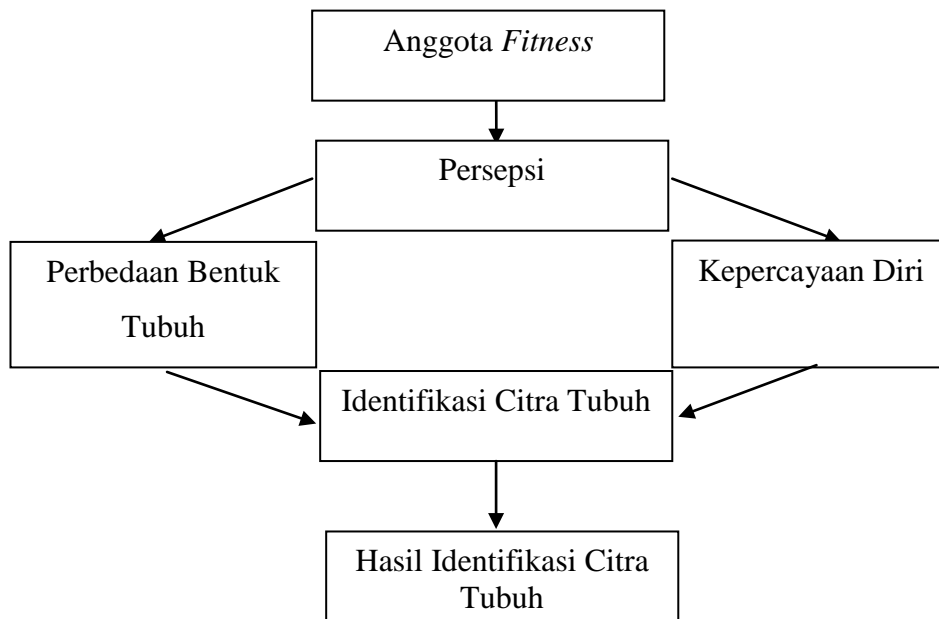 Anggota Fitness
Persepsi
Perbedaan Bentuk
Tubuh
Kepercayaan Diri
Identifikasi Citra Tubuh
Hasil Identifikasi Citra
Tubuh